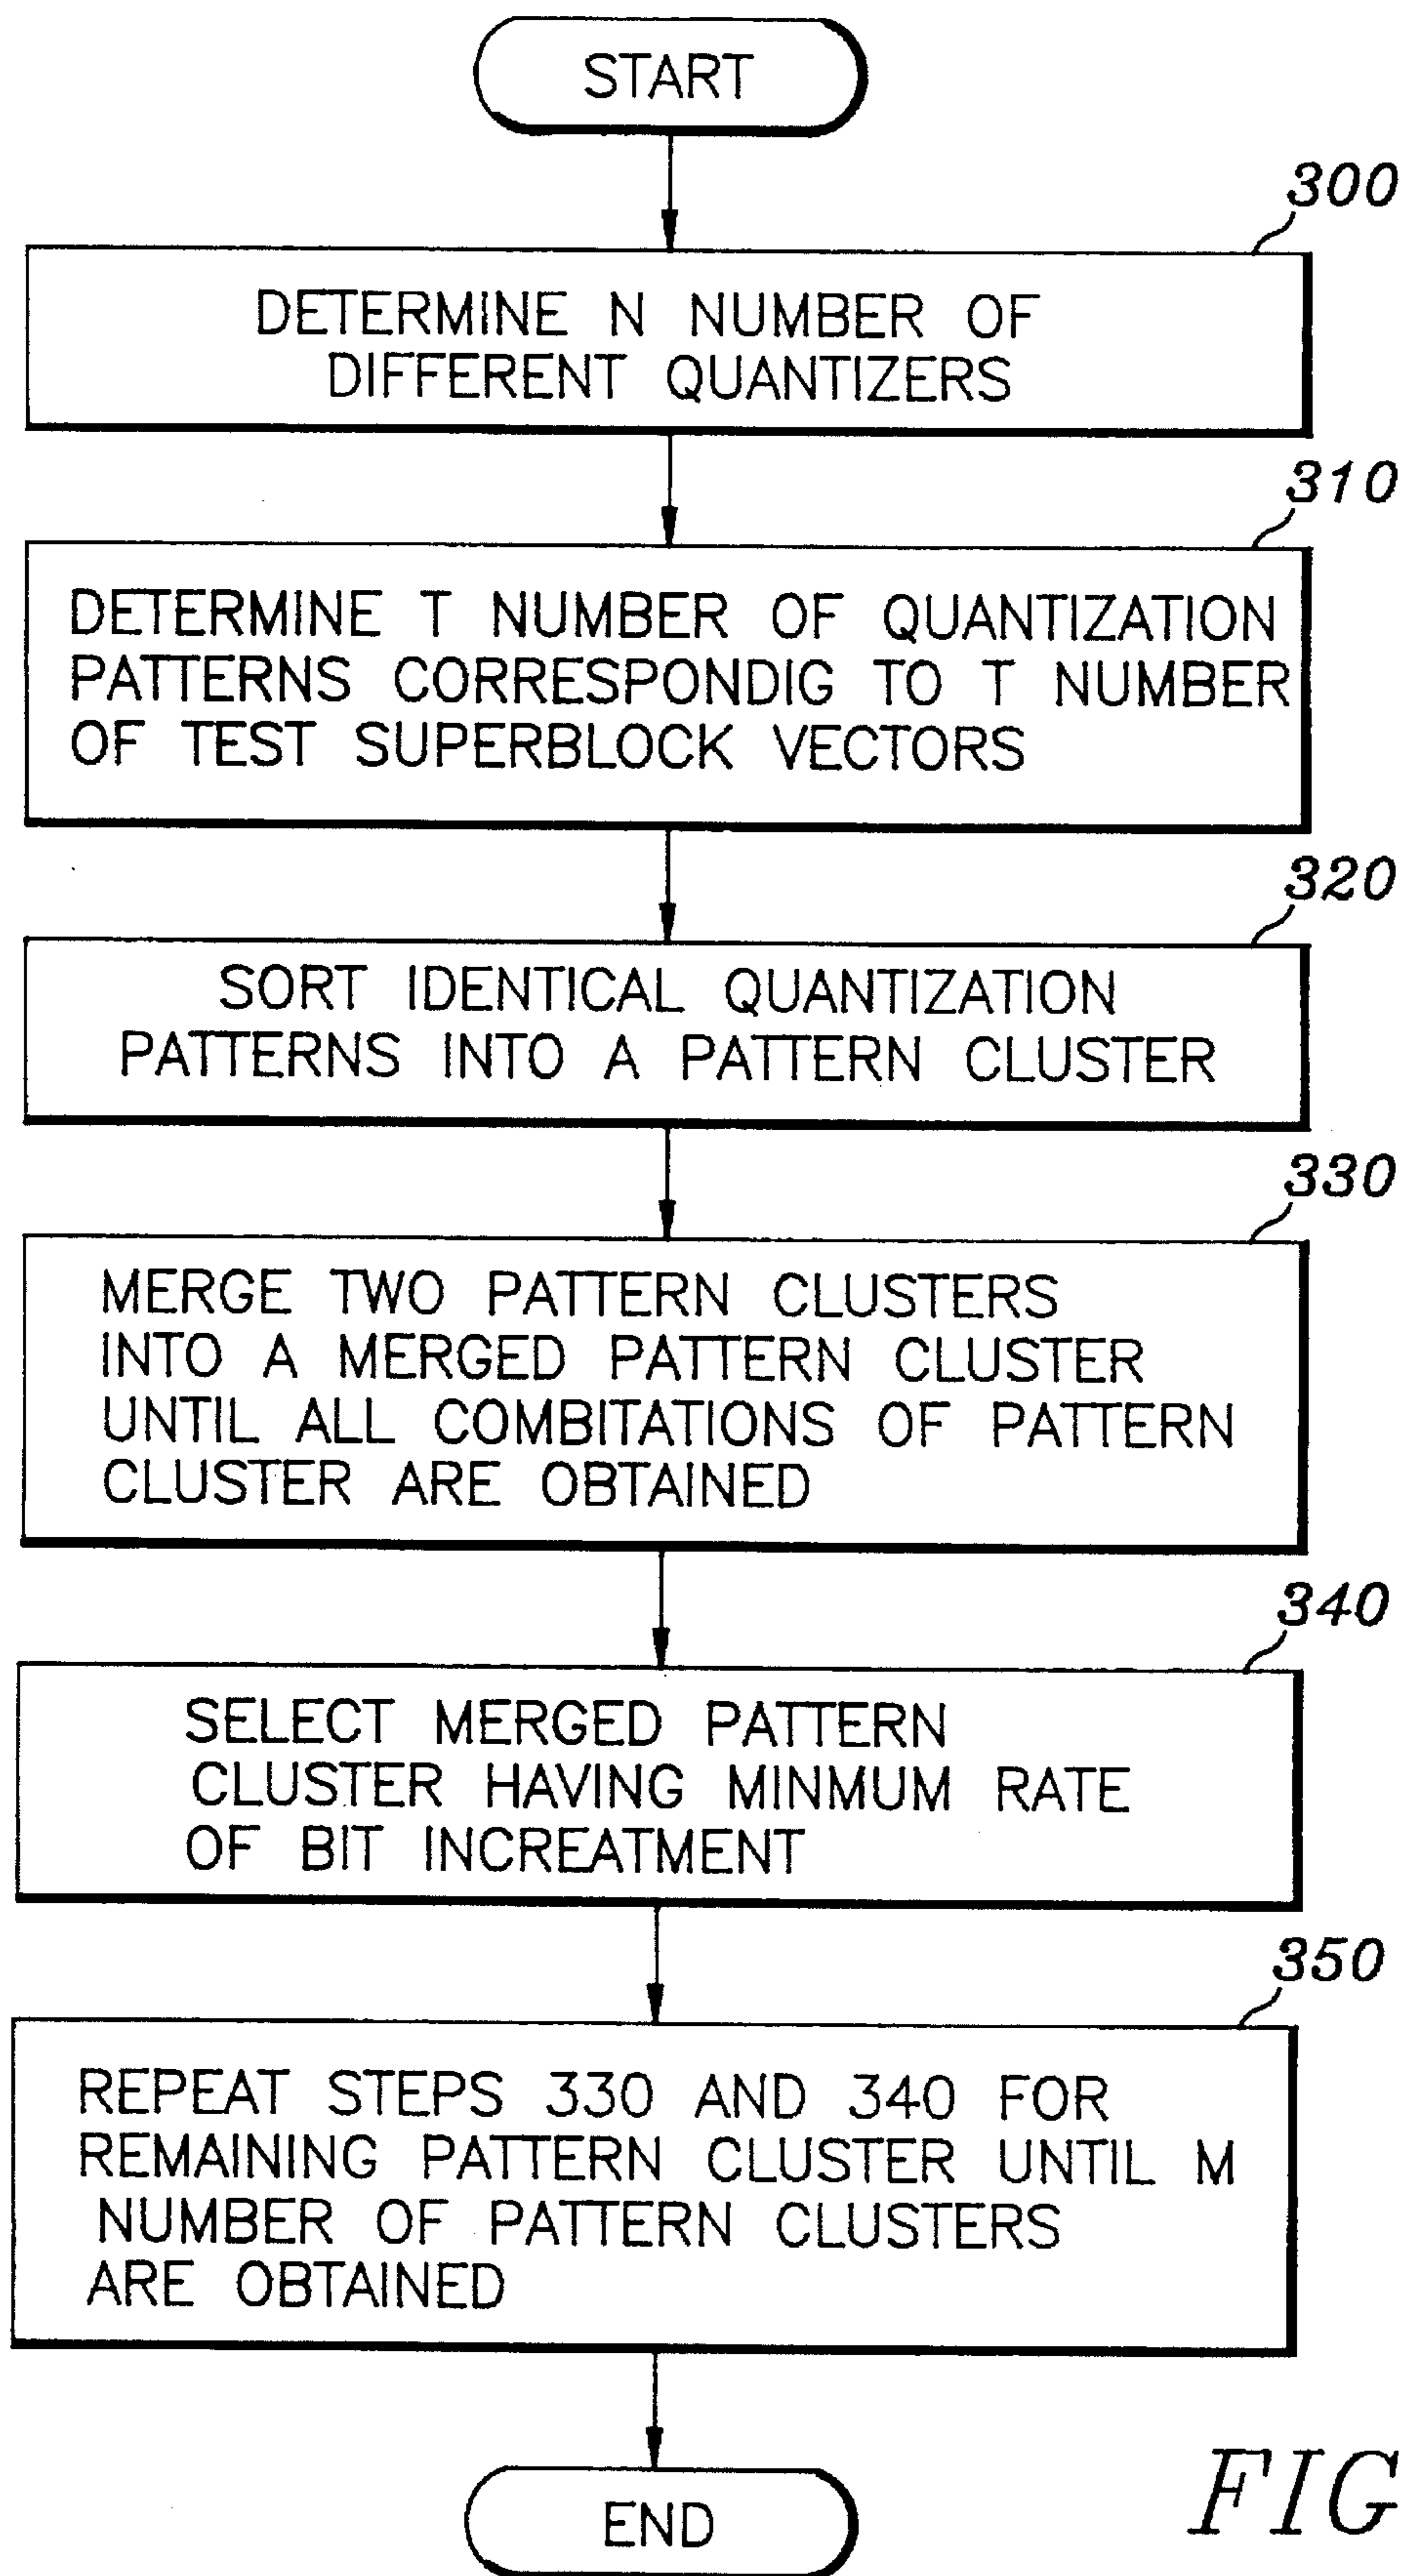 START
300
DETERMINE N NUMBER OF
DIFFERENT QUANTIZERS
310
DETERMINE T NUMBER OF QUANTIZATION
PATTERNS CORRESPONDIG TO T NUMBER
OF TEST SUPERBLOCK VECTORS
320
SORT IDENTICAL QUANTIZATION
PATTERNS INTO A PATTERN CLUSTER
330
MERGE TWO PATTERN CLUSTERS
INTO A MERGED PATTERN CLUSTER
UNTIL ALL COMBITATIONS OF PATTERN
CLUSTER ARE OBTAINED
340
SELECT MERGED PATTERN
CLUSTER HAVING MINMUM RATE
OF BIT INCREATMENT
350
REPEAT STEPS 330 AND 340 FOR
REMAINING PATTERN CLUSTER UNTIL M
NUMBER OF PATTERN CLUSTERS
ARE OBTAINED
END
FIG